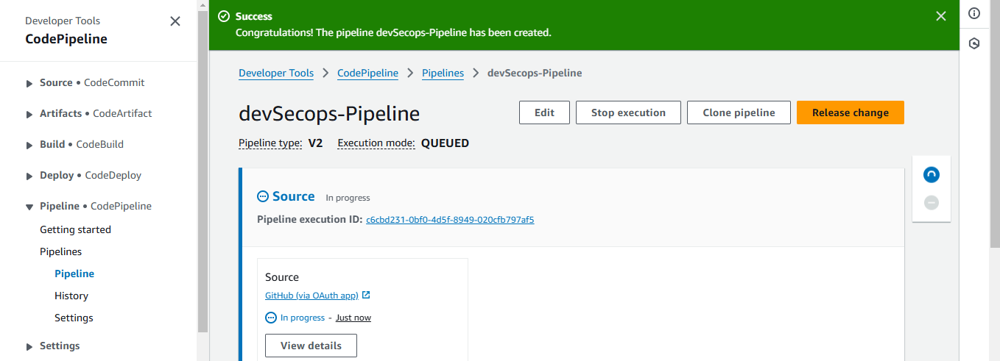 Developer Tools
CodePipeline
Source • CodeCommit
Artifacts • CodeArtifact
Build • CodeBuild
Deploy • CodeDeploy
Pipeline • CodePipeline
Getting started
Pipelines
Pipeline
History
Settings
Settings
Success
Congratulations! The pipeline devSecops-Pipeline has been created.
Developer Tools > CodePipeline > Pipelines > devSecops-Pipeline
devSecops-Pipeline
Edit
Stop execution
Clone pipeline
Release change
Pipeline type: V2 Execution mode: QUEUED
Source In progress
Pipeline execution ID: c6cbd231-0bf0-4d5f-8949-020cfb797af5
Source
GitHub (via OAuth app)
In progress - Just now
View details